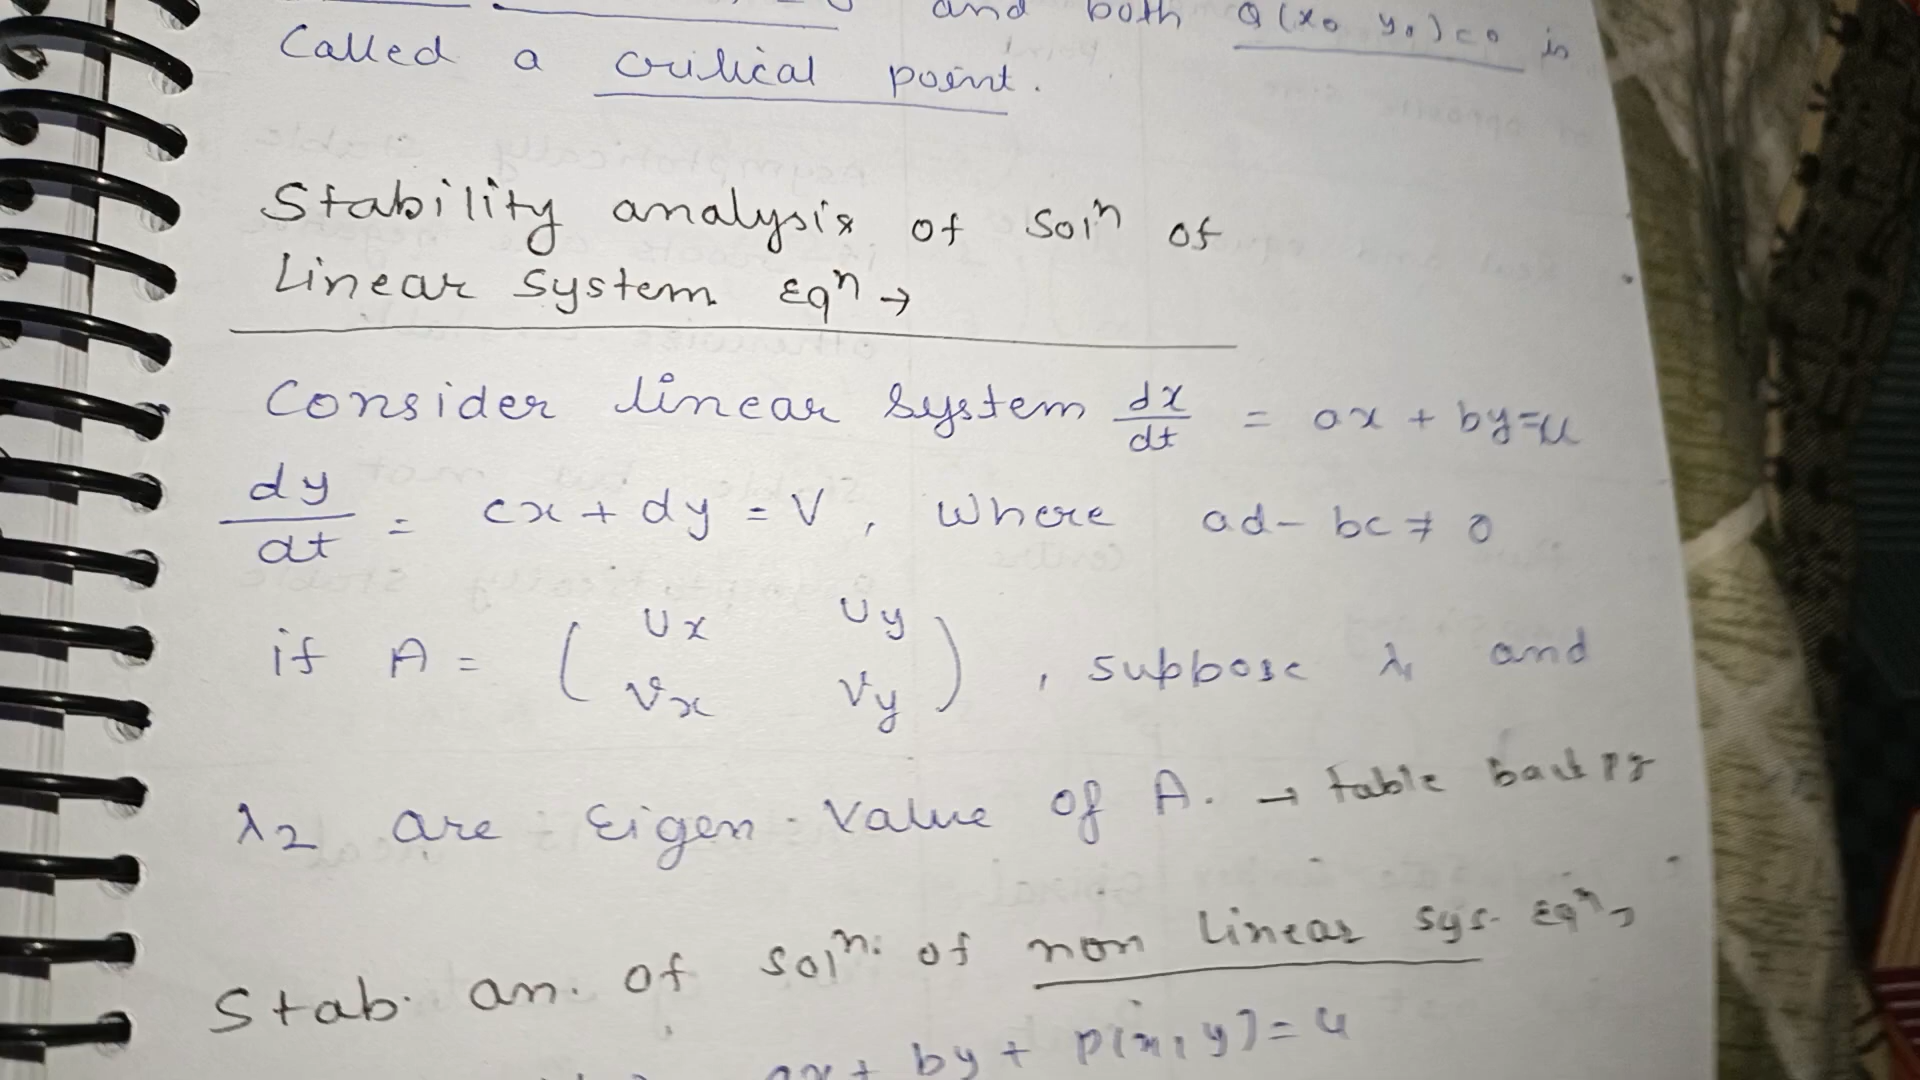 and both Q(x₀ y₀)=0 is
Called a critical point.
Stability analysis of Solⁿ of
Linear system Eqⁿ →
Consider linear system dx/dt = ax + by = u
dy/dt = cx + dy = V, where ad - bc ≠ 0
if A = ( Ux Uy
Vx Vy ), suppose λ₁ and
λ2 are Eigen Value of A. → table back pg
Stab. an. of solⁿ. of non linear sys. Eqⁿ →
ax + by + P(x, y) = u